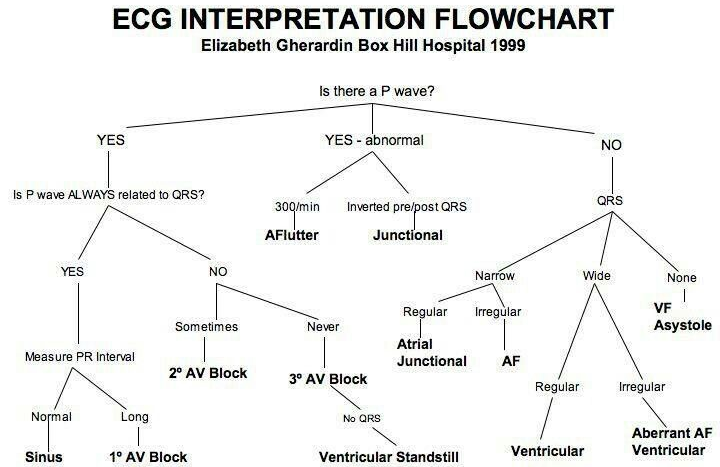 ECG INTERPRETATION FLOWCHART
Elizabeth Gherardin Box Hill Hospital 1999
Is there a P wave?
YES
YES - abnormal
NO
Is P wave ALWAYS related to QRS?
300/min
Inverted pre/post QRS
QRS
AFlutter
Junctional
YES
NO
Narrow
Wide
None
Sometimes
Never
Regular
Irregular
VF
Asystole
Measure PR Interval
2º AV Block
3º AV Block
Atrial
Junctional
AF
Regular
Irregular
Normal
Long
No QRS
Sinus
1º AV Block
Ventricular Standstill
Ventricular
Aberrant AF
Ventricular